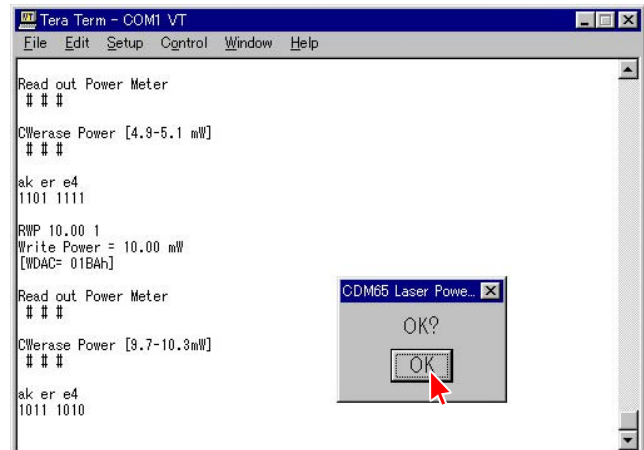 Tera Term - COM1 VT
File Edit Setup Control Window Help
Read out Power Meter
# # #
CWerase Power [4.9-5.1 mW]
# # #
ak er e4
1101 1111
RWP 10.00 1
Write Power = 10.00 mW
[WDAC= 01BAh]
Read out Power Meter
# # #
CWerase Power [9.7-10.3mW]
# # #
ak er e4
1011 1010
CDM65 Laser Powe...
OK?
OK